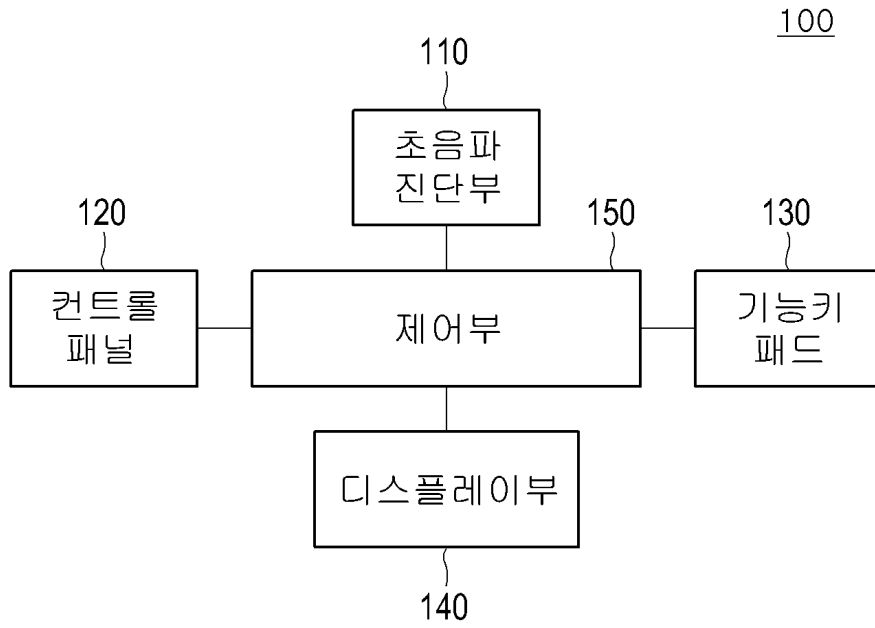 100
110
초음파
진단부
120
150
130
컨트롤
패널
제어부
기능키
패드
디스플레이부
140